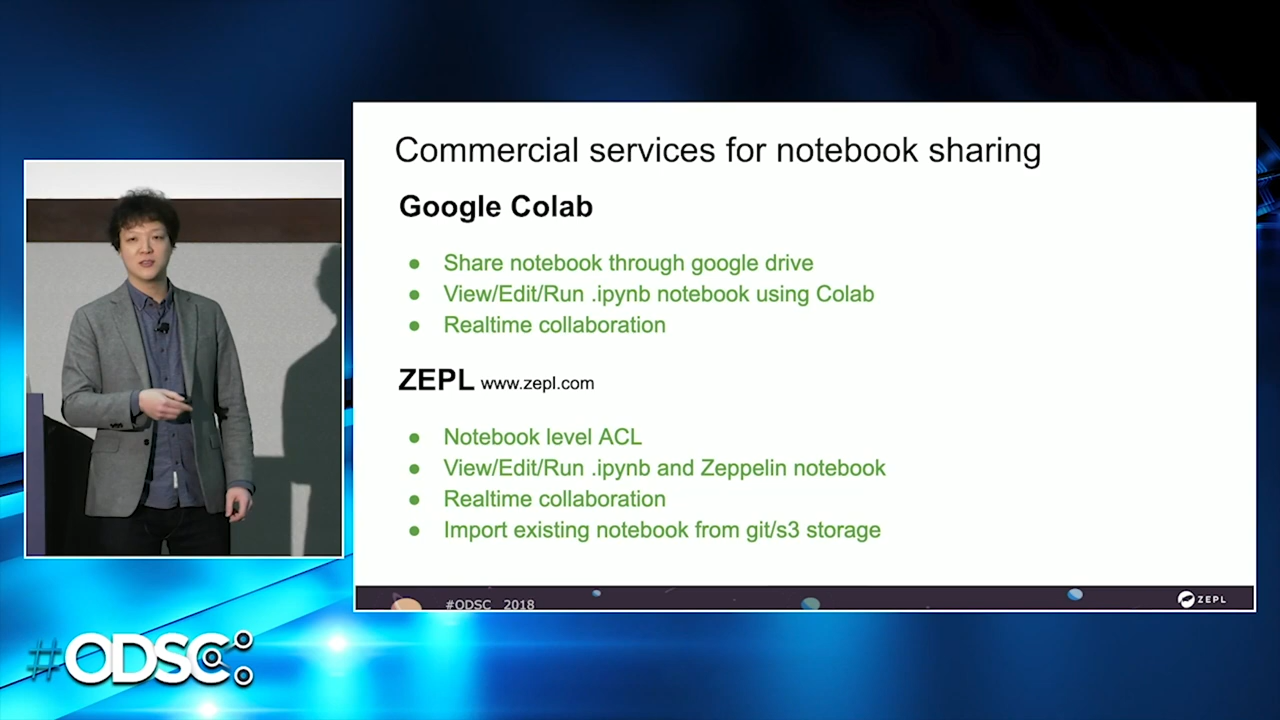 Commercial services for notebook sharing
Google Colab
● Share notebook through google drive
● View/Edit/Run .ipynb notebook using Colab
● Realtime collaboration
ZEPL www.zepl.com
● Notebook level ACL
● View/Edit/Run .ipynb and Zeppelin notebook
● Realtime collaboration
● Import existing notebook from git/s3 storage
#ODSC 2018
ZEPL
#ODSC